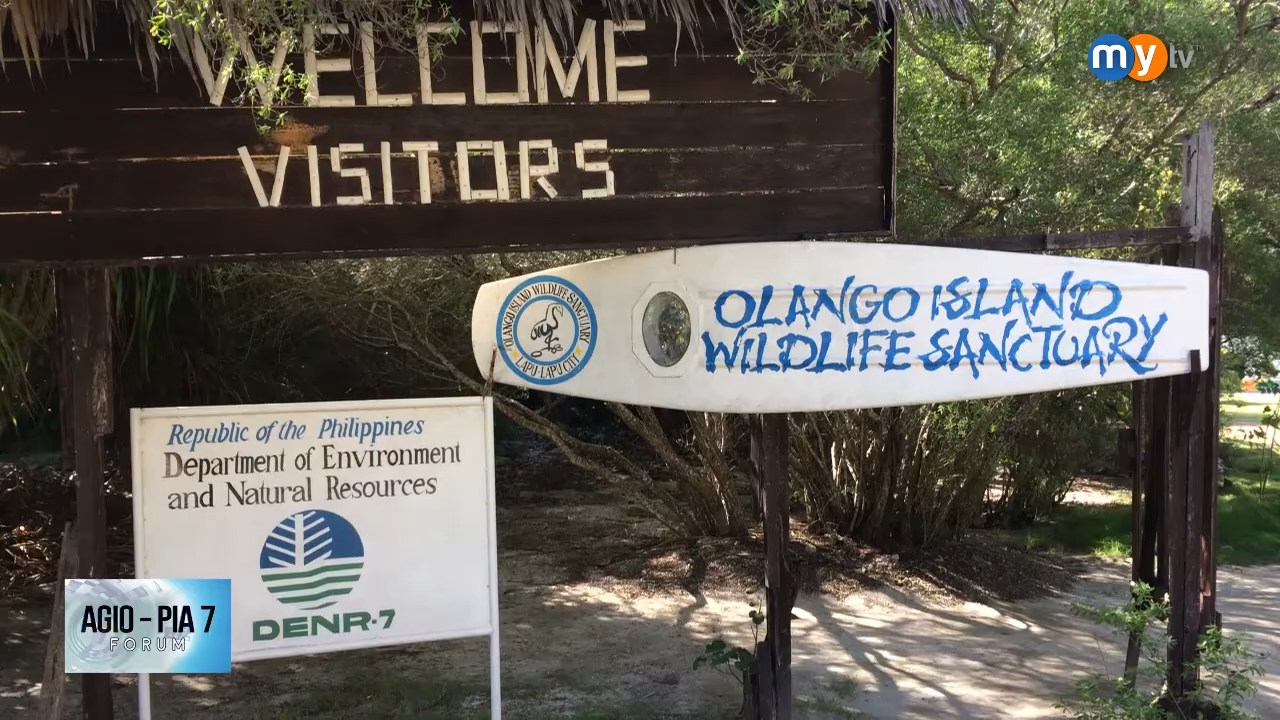 WELCOME
VISITORS
my tv
OLANGO ISLAND
WILDLIFE SANCTUARY
OLANGO ISLAND WILDLIFE SANCTUARY
LAPU-LAPU CITY
Republic of the Philippines
Department of Environment
and Natural Resources
DENR-7
AGIO - PIA 7
FORUM